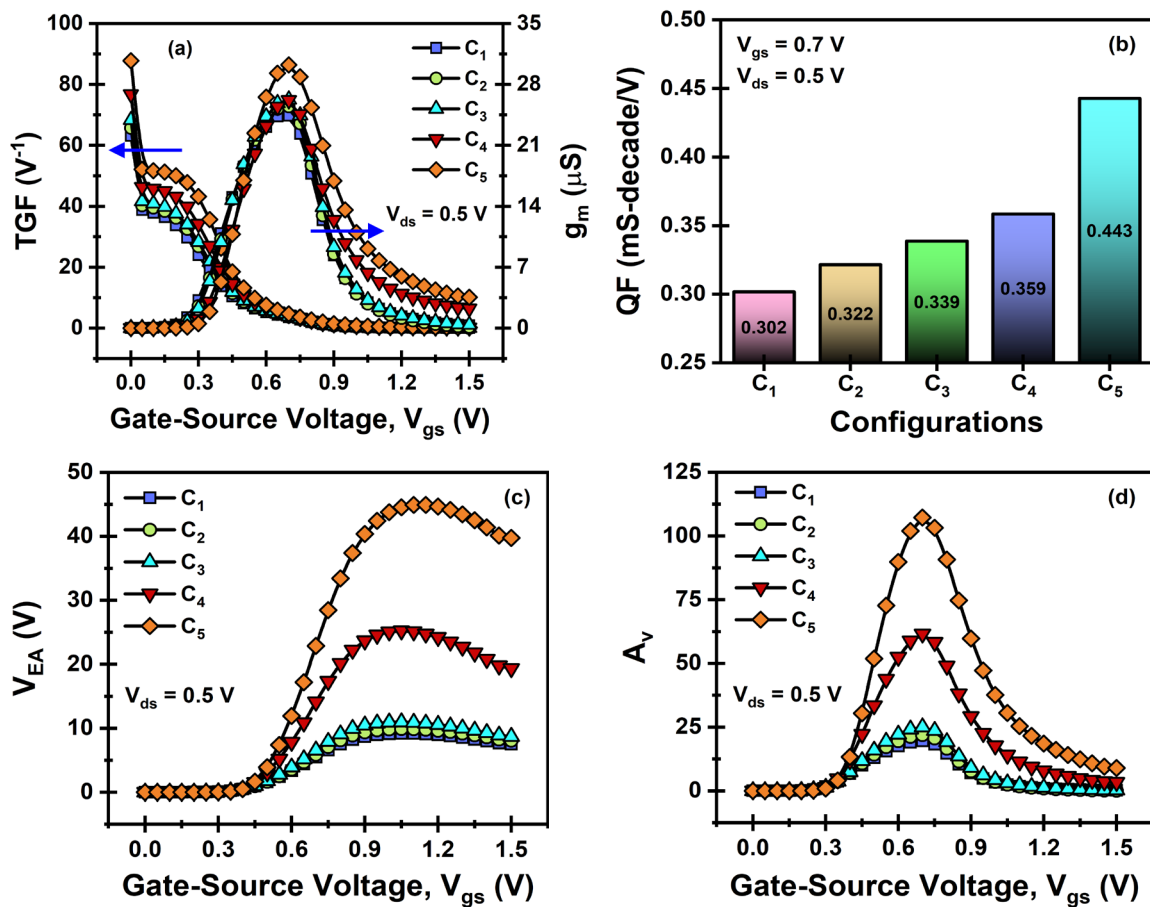 (a)
C1
C2
C3
C4
C5
Vds = 0.5 V
TGF (V⁻¹)
100
80
60
40
20
0
gm (μS)
35
28
21
14
7
0
0.0 0.3 0.6 0.9 1.2 1.5
Gate-Source Voltage, Vgs (V)
(b)
Vgs = 0.7 V
Vds = 0.5 V
QF (mS-decade/V)
0.50
0.45
0.40
0.35
0.30
0.25
0.302
0.322
0.339
0.359
0.443
C1 C2 C3 C4 C5
Configurations
(c)
C1
C2
C3
C4
C5
Vds = 0.5 V
VEA (V)
50
40
30
20
10
0
0.0 0.3 0.6 0.9 1.2 1.5
Gate-Source Voltage, Vgs (V)
(d)
C1
C2
C3
C4
C5
Vds = 0.5 V
Av
125
100
75
50
25
0
0.0 0.3 0.6 0.9 1.2 1.5
Gate-Source Voltage, Vgs (V)